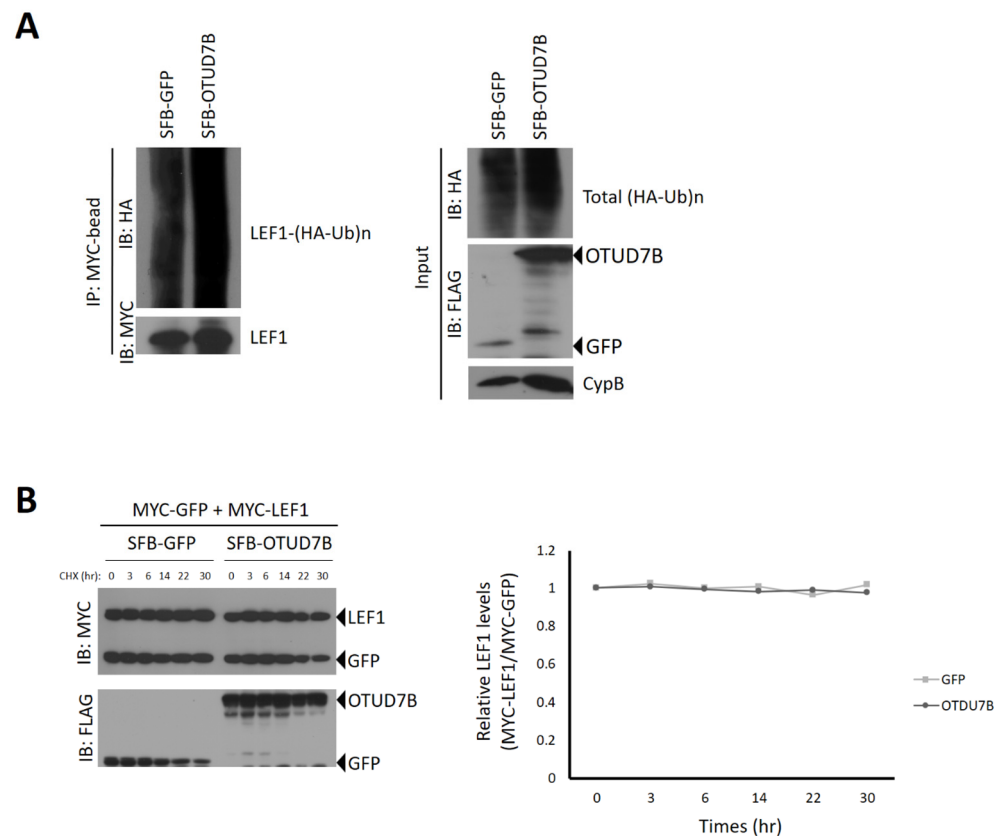 A
SFB-GFP
SFB-OTUD7B
IP: MYC-bead
IB: HA
LEF1-(HA-Ub)n
IB: MYC
LEF1
SFB-GFP
SFB-OTUD7B
Input
IB: HA
Total (HA-Ub)n
IB: FLAG
OTUD7B
GFP
CypB
B
MYC-GFP + MYC-LEF1
SFB-GFP SFB-OTUD7B
CHX (hr): 0 3 6 14 22 30 0 3 6 14 22 30
IB: MYC
LEF1
GFP
IB: FLAG
OTUD7B
GFP
Relative LEF1 levels
(MYC-LEF1/MYC-GFP)
1.2
1
0.8
0.6
0.4
0.2
0
0 3 6 14 22 30
Times (hr)
GFP
OTDU7B